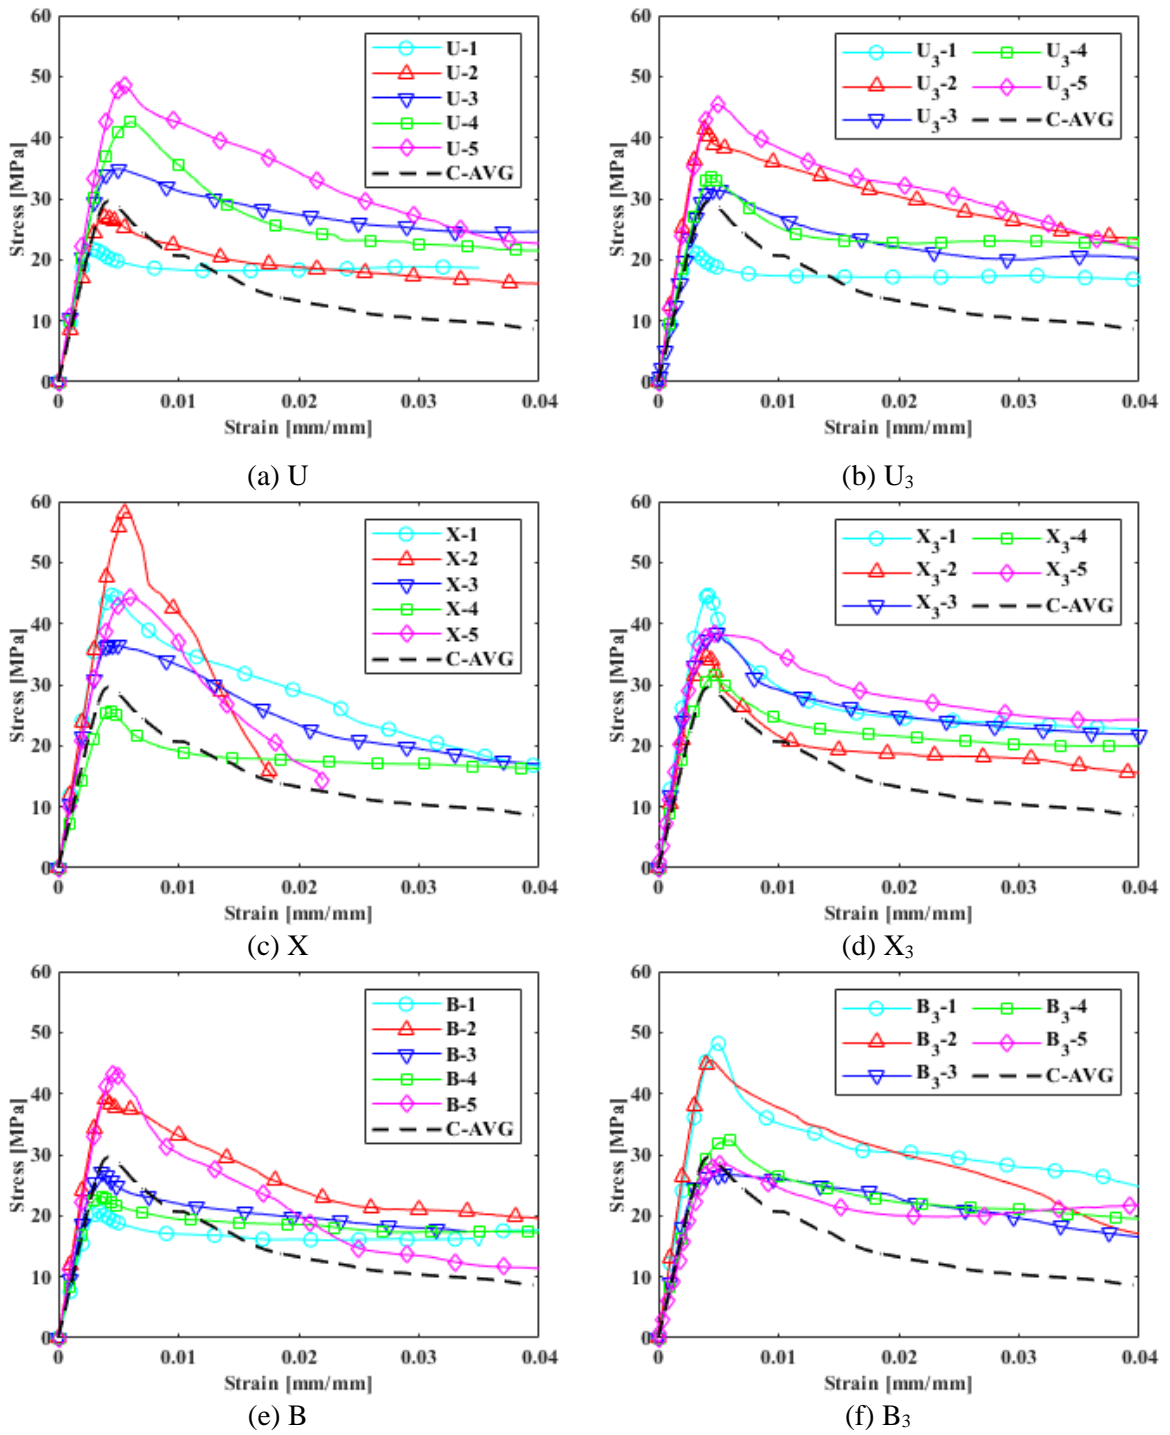 60
50
40
30
20
10
0
Stress [MPa]
U-1
U-2
U-3
U-4
U-5
C-AVG
0 0.01 0.02 0.03 0.04
Strain [mm/mm]
(a) U
60
50
40
30
20
10
0
Stress [MPa]
U₃-1 U₃-4
U₃-2 U₃-5
U₃-3 C-AVG
0 0.01 0.02 0.03 0.04
Strain [mm/mm]
(b) U₃
60
50
40
30
20
10
0
Stress [MPa]
X-1
X-2
X-3
X-4
X-5
C-AVG
0 0.01 0.02 0.03 0.04
Strain [mm/mm]
(c) X
60
50
40
30
20
10
0
Stress [MPa]
X₃-1 X₃-4
X₃-2 X₃-5
X₃-3 C-AVG
0 0.01 0.02 0.03 0.04
Strain [mm/mm]
(d) X₃
60
50
40
30
20
10
0
Stress [MPa]
B-1
B-2
B-3
B-4
B-5
C-AVG
0 0.01 0.02 0.03 0.04
Strain [mm/mm]
(e) B
60
50
40
30
20
10
0
Stress [MPa]
B₃-1 B₃-4
B₃-2 B₃-5
B₃-3 C-AVG
0 0.01 0.02 0.03 0.04
Strain [mm/mm]
(f) B₃